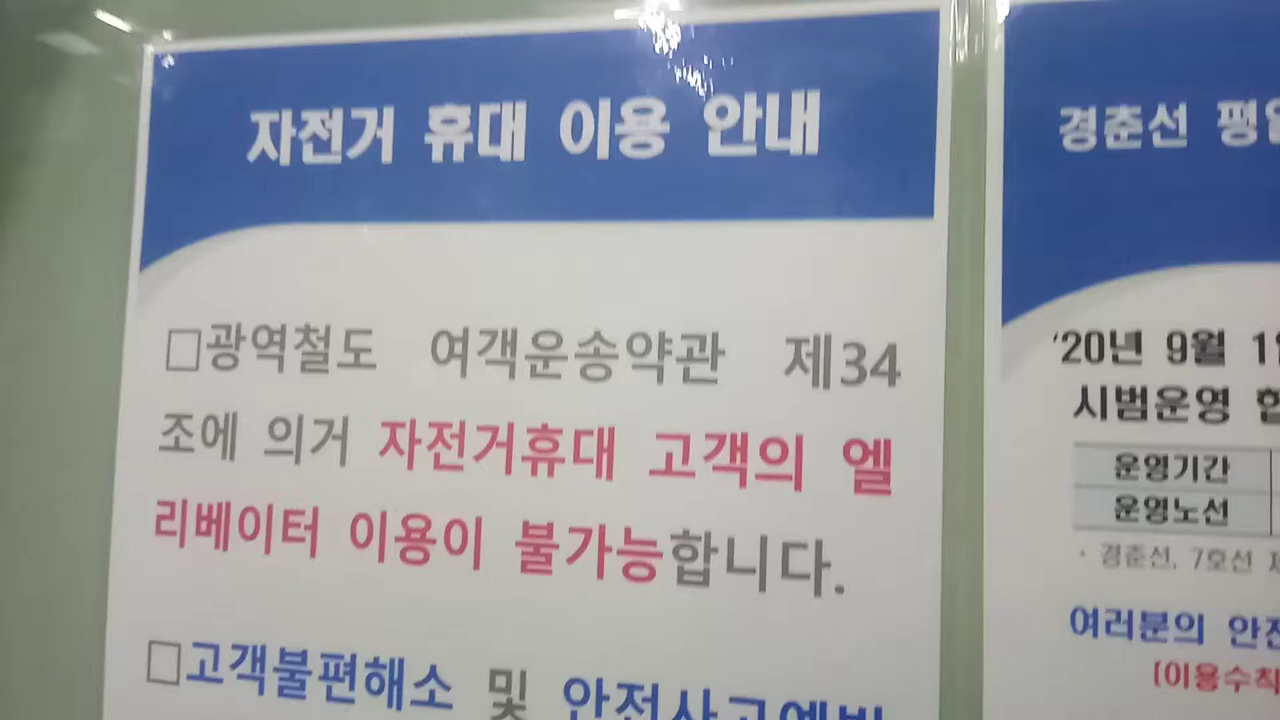 자전거 휴대 이용 안내
□광역철도 여객운송약관 제34
조에 의거 자전거휴대 고객의 엘
리베이터 이용이 불가능합니다.
□고객불편해소 및
경춘선
'20년 9월
시범운영
운영기간
운영노선
· 경춘선, 7호선
여러분의
[이용수칙